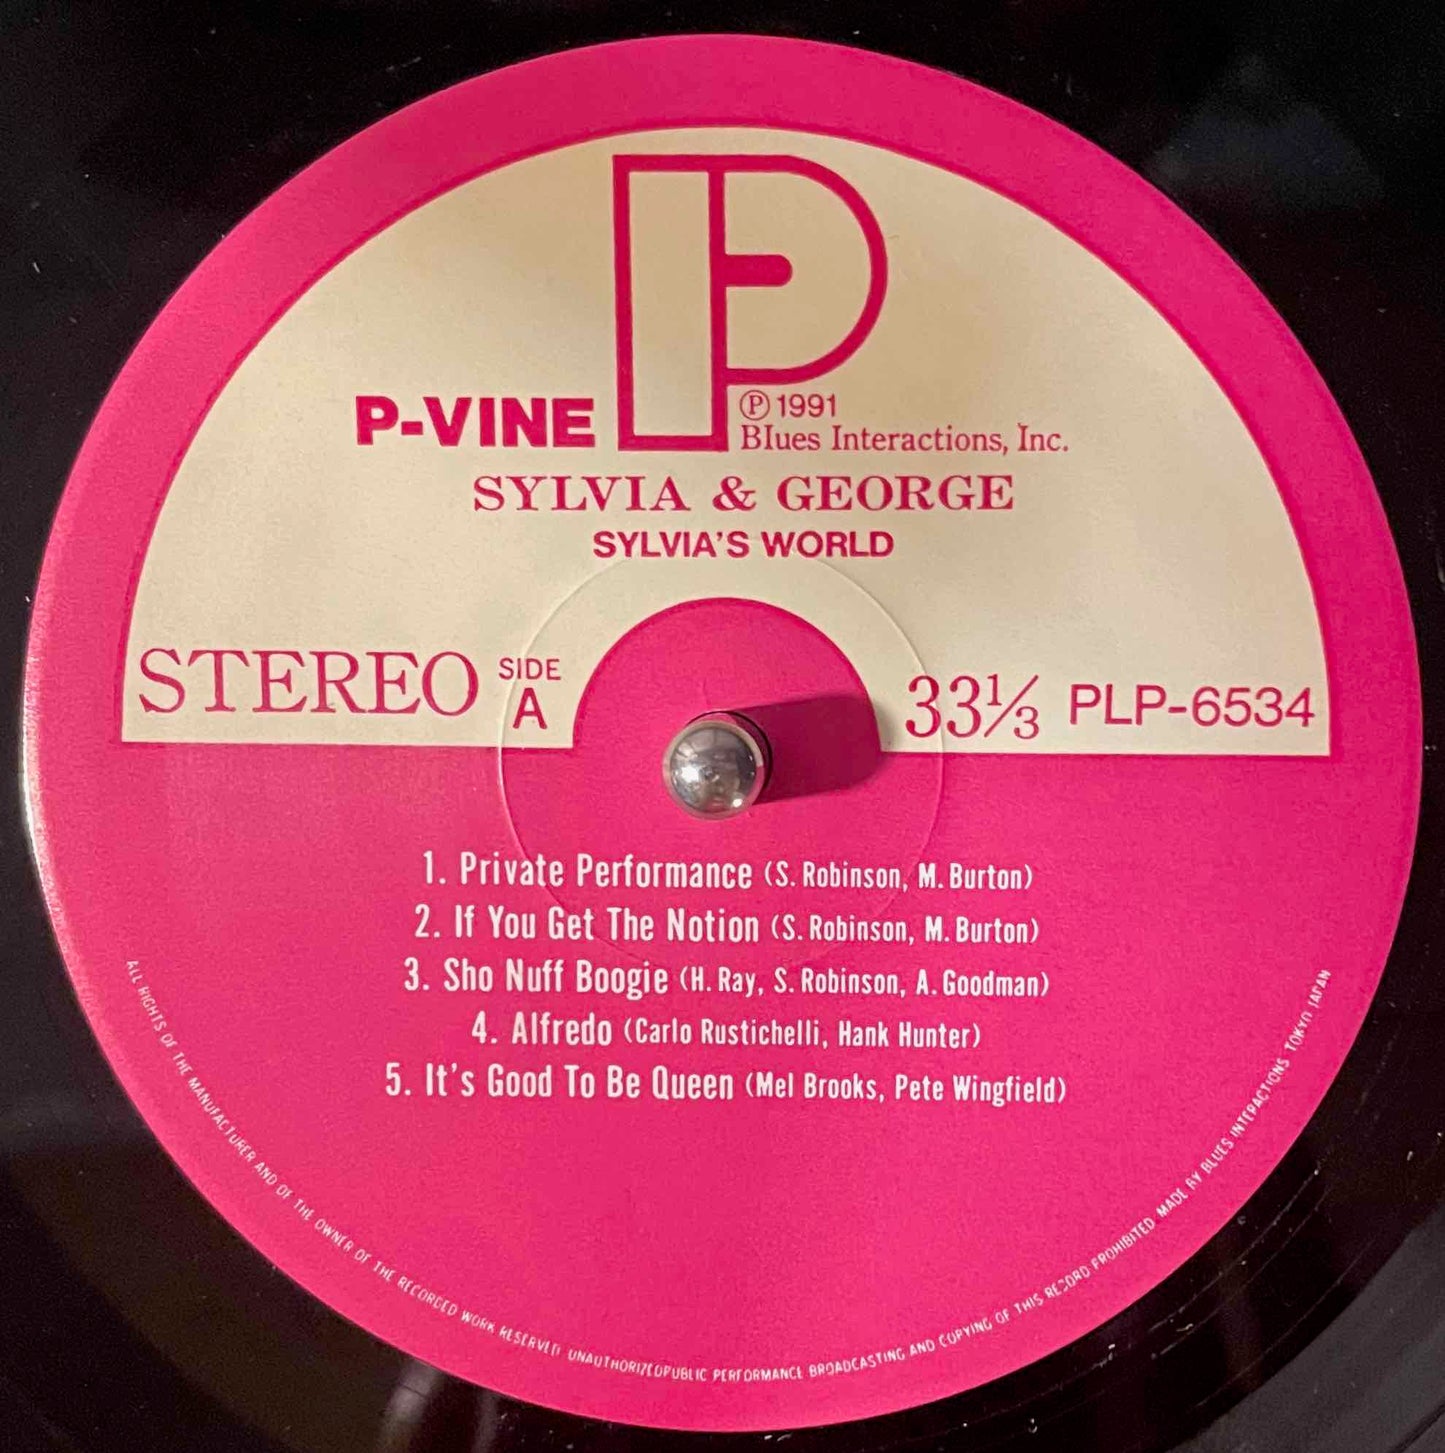 P
P-VINE
℗ 1991
Blues Interactions, Inc.
SYLVIA & GEORGE
SYLVIA'S WORLD
STEREO SIDE A 33⅓ PLP-6534
1. Private Performance (S. Robinson, M. Burton)
2. If You Get The Notion (S. Robinson, M. Burton)
3. Sho Nuff Boogie (H. Ray, S. Robinson, A. Goodman)
4. Alfredo (Carlo Rustichelli, Hank Hunter)
5. It's Good To Be Queen (Mel Brooks, Pete Wingfield)
ALL RIGHTS OF THE MANUFACTURER AND OF THE OWNER OF THE RECORDED WORK RESERVED UNAUTHORIZEDPUBLIC PERFORMANCE BROADCASTING AND COPYING OF THIS RECORD PROHIBITED MADE BY BLUES INTERACTIONS TOKYO JAPAN